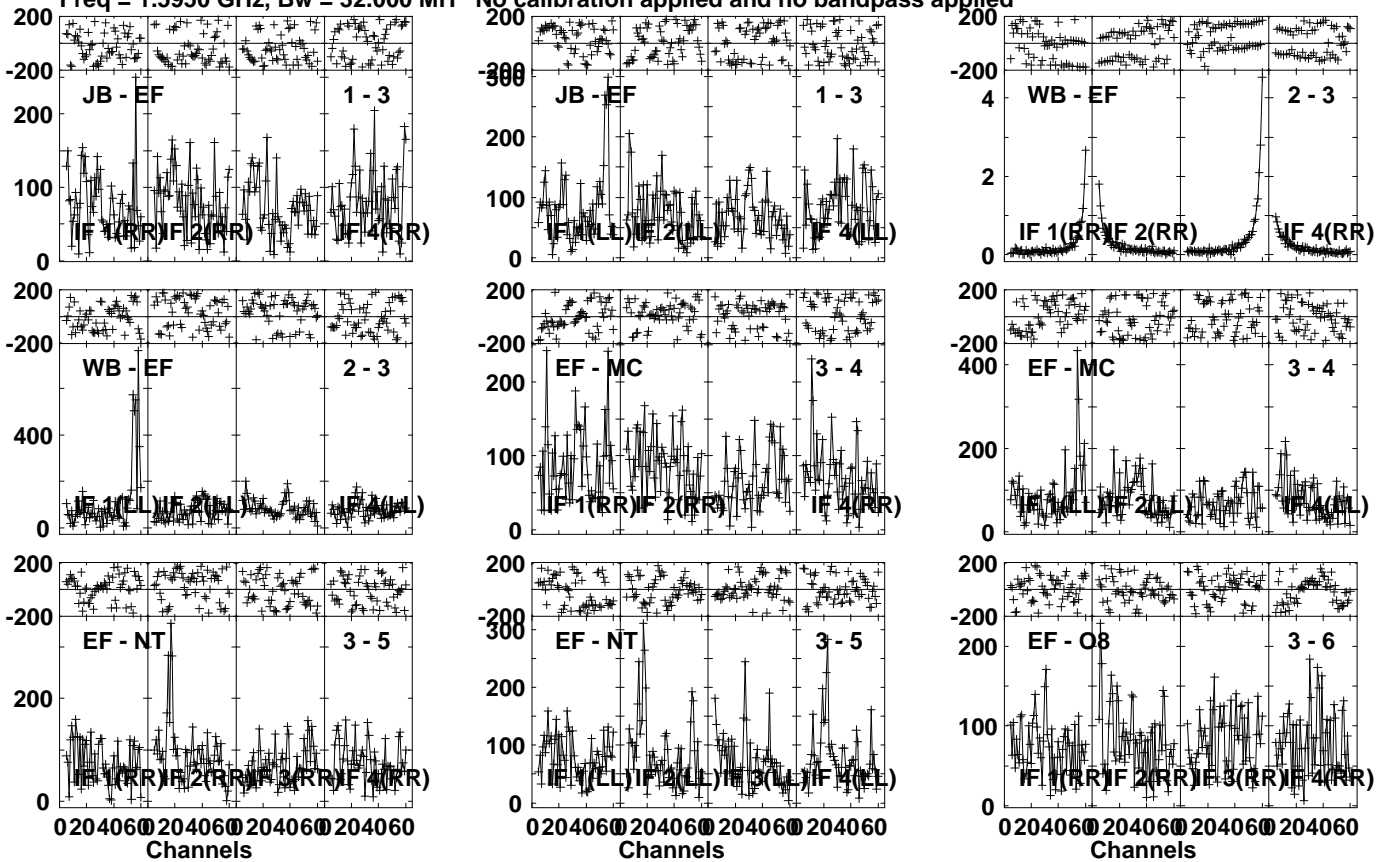 Freq = 1.5950 GHz, Bw = 32.000 MH No calibration applied and no bandpass applied
200
-200
JB - EF
1 - 3
200
100
0
IF 1(RR) IF 2(RR) IF 4(RR)
200
-200
JB - EF
1 - 3
300
200
100
0
IF 1(LL) IF 2(LL) IF 4(LL)
200
-200
WB - EF
2 - 3
4
2
0
IF 1(RR) IF 2(RR) IF 4(RR)
200
-200
WB - EF
2 - 3
400
0
IF 1(LL) IF 2(LL) IF 4(LL)
200
-200
EF - MC
3 - 4
200
100
0
IF 1(RR) IF 2(RR) IF 4(RR)
200
-200
EF - MC
3 - 4
400
200
0
IF 1(LL) IF 2(LL) IF 4(LL)
200
-200
EF - NT
3 - 5
200
0
IF 1(RR) IF 2(RR) IF 3(RR) IF 4(RR)
0 20 40 60 0 20 40 60 0 20 40 60 0 20 40 60
Channels
200
-200
EF - NT
3 - 5
300
200
100
0
IF 1(LL) IF 2(LL) IF 3(LL) IF 4(LL)
0 20 40 60 0 20 40 60 0 20 40 60 0 20 40 60
Channels
200
-200
EF - O8
3 - 6
200
100
0
IF 1(RR) IF 2(RR) IF 3(RR) IF 4(RR)
0 20 40 60 0 20 40 60 0 20 40 60 0 20 40 60
Channels